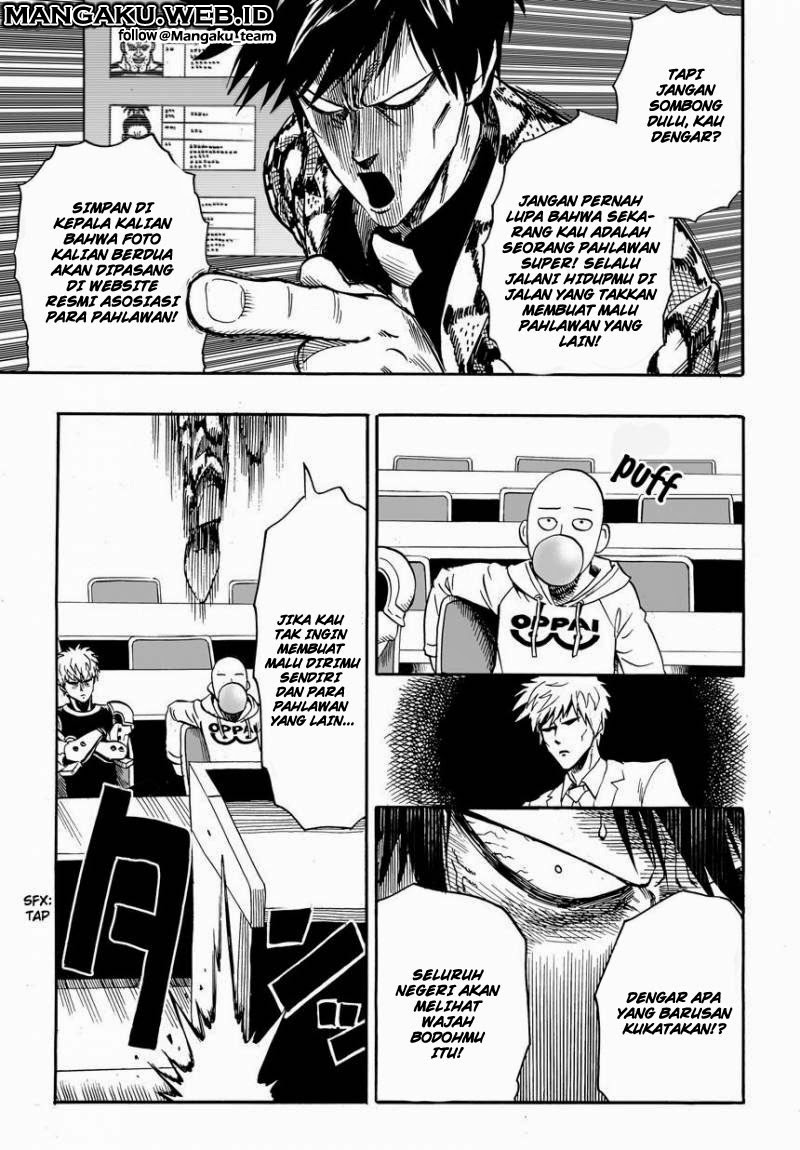 MANGAKU.WEB.ID
follow @Mangaku_team
TAPI
JANGAN
SOMBONG
DULU, KAU
DENGAR?
JANGAN PERNAH
LUPA BAHWA SEKA-
RANG KAU ADALAH
SEORANG PAHLAWAN
SUPER! SELALU
JALANI HIDUPMU DI
JALAN YANG TAKKAN
MEMBUAT MALU
PAHLAWAN YANG
LAIN!
SIMPAN DI
KEPALA KALIAN
BAHWA FOTO
KALIAN BERDUA
AKAN DIPASANG
DI WEBSITE
RESMI ASOSIASI
PARA PAHLAWAN!
puff
OPPAI
DENGAR APA
YANG BARUSAN
KUKATAKAN!?
SELURUH
NEGERI AKAN
MELIHAT
WAJAH
BODOHMU
ITU!
JIKA KAU
TAK INGIN
MEMBUAT
MALU DIRIMU
SENDIRI
DAN PARA
PAHLAWAN
YANG LAIN...
OPPAI
タンッ
SFX:
TAP